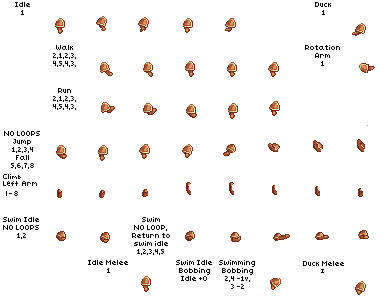 Idle
1
Duck
1
Walk
2,1,2,3,
4,5,4,3,
Rotation
Arm
1
Run
2,1,2,3,
4,5,4,3,
NO LOOPS
Jump
1,2,3,4
Fall
5,6,7,8
Climb
Left Arm
1-8
Swim Idle
NO LOOPS
1,2
Swim
NO LOOP,
Return to
swim idle
1,2,3,4,5
Swim Idle
Bobbing
Idle +0
Swimming
Bobbing
2,4 -1v,
3 -2
Idle Melee
1
Duck Melee
1